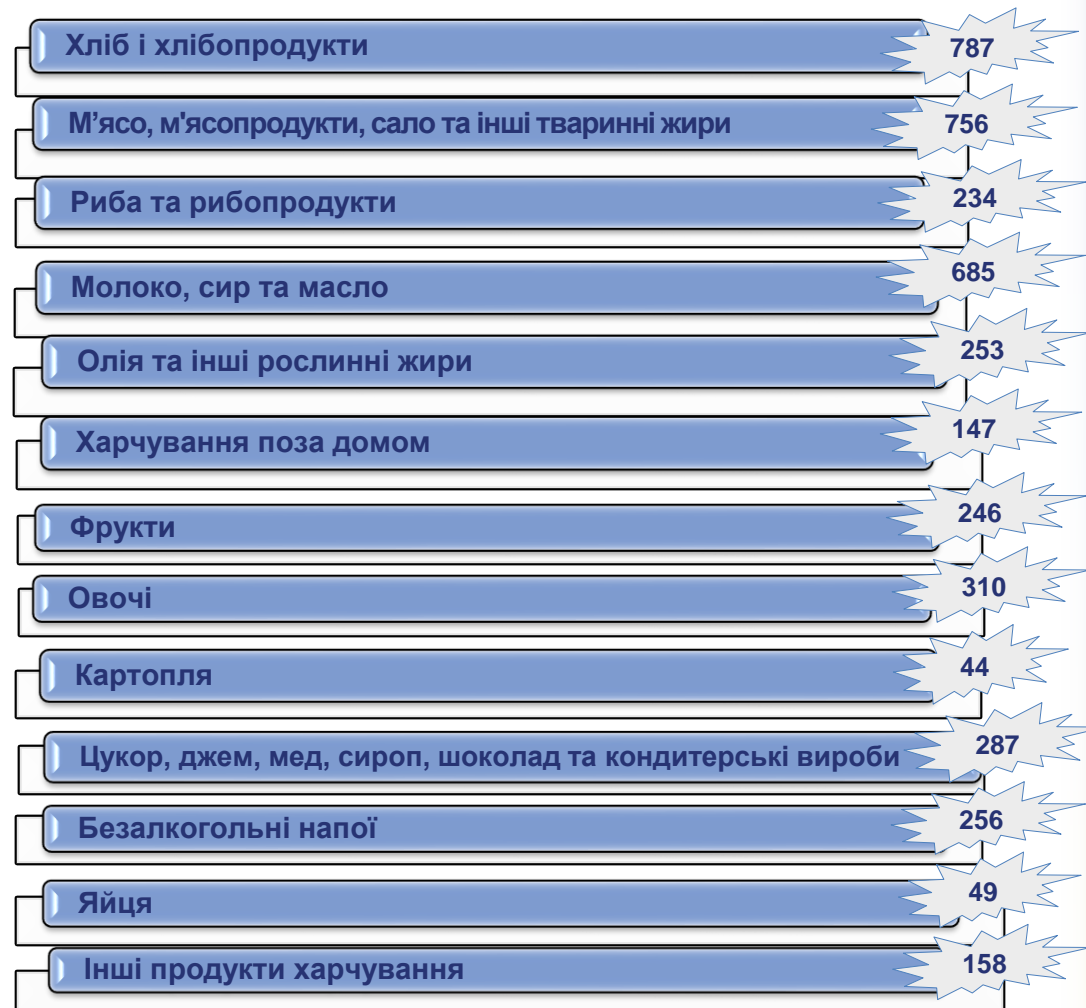 Хліб і хлібопродукти 787
М’ясо, м'ясопродукти, сало та інші тваринні жири 756
Риба та рибопродукти 234
Молоко, сир та масло 685
Олія та інші рослинні жири 253
Харчування поза домом 147
Фрукти 246
Овочі 310
Картопля 44
Цукор, джем, мед, сироп, шоколад та кондитерські вироби 287
Безалкогольні напої 256
Яйця 49
Інші продукти харчування 158